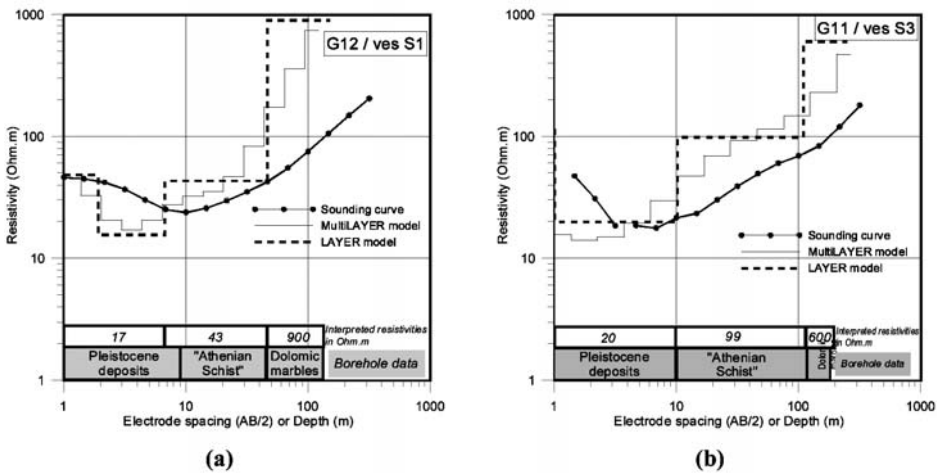 G12 / ves S1
1000
100
10
1
Resistivity (Ohm.m)
Sounding curve
MultiLAYER model
LAYER model
17
43
900
Interpreted resistivities
in Ohm.m
Pleistocene
deposits
"Athenian
Schist"
Dolomic
marbles
Borehole data
1
10
100
1000
Electrode spacing (AB/2) or Depth (m)
(a)
G11 / ves S3
1000
100
10
1
Resistivity (Ohm.m)
Sounding curve
MultiLAYER model
LAYER model
20
99
600
Interpreted resistivities
in Ohm.m
Pleistocene
deposits
"Athenian
Schist"
Borehole data
1
10
100
1000
Electrode spacing (AB/2) or Depth (m)
(b)